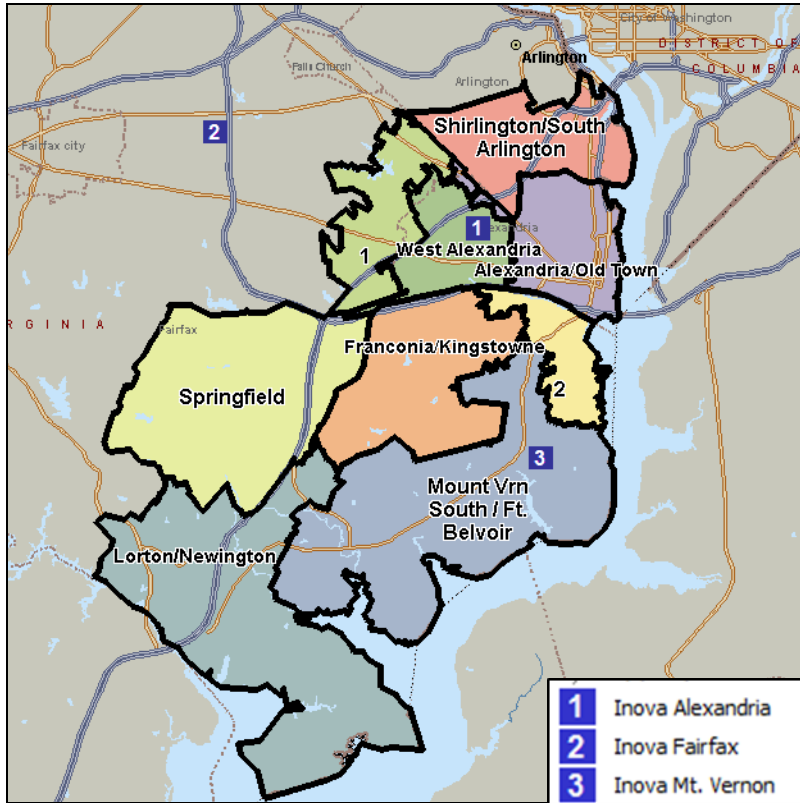 City of Washington
DISTRICT OF
COLUMBIA
Arlington
Falls Church
Arlington
2
Shirlington/South
Arlington
Fairfax city
1
1
West Alexandria
Alexandria/Old Town
RGINIA
Fairfax
Franconia/Kingstowne
Springfield
2
3
Mount Vrn
South / Ft.
Belvoir
Lorton/Newington
1 Inova Alexandria
2 Inova Fairfax
3 Inova Mt. Vernon